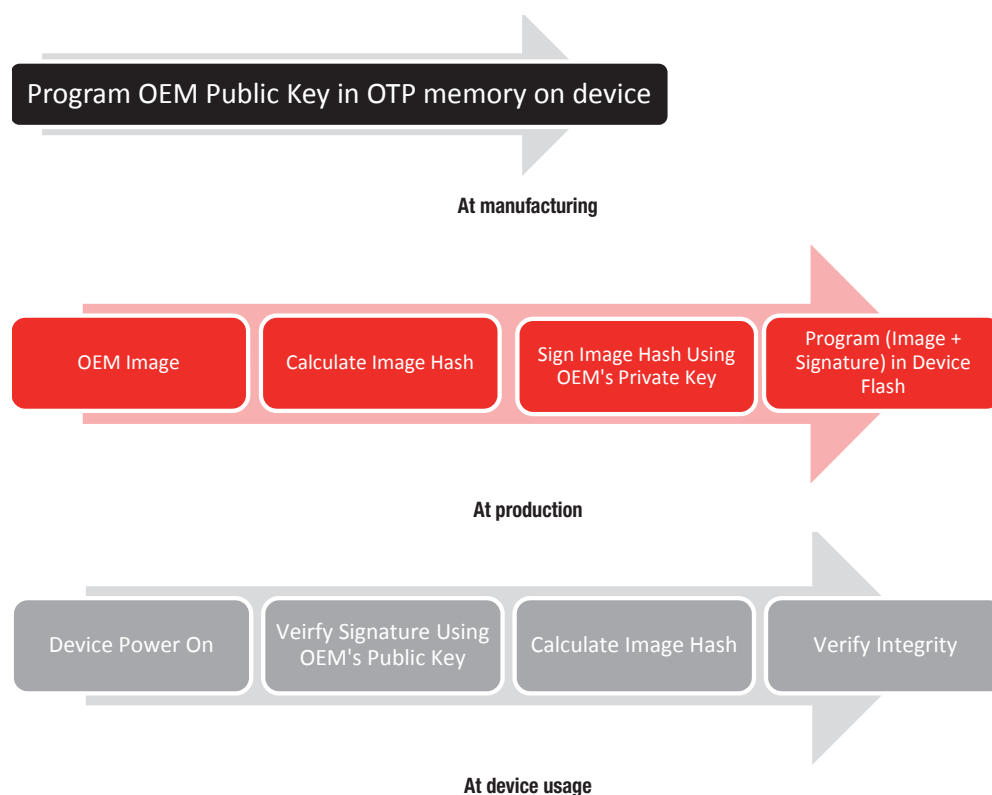 Program OEM Public Key in OTP memory on device
At manufacturing
OEM Image
Calculate Image Hash
Sign Image Hash Using
OEM's Private Key
Program (Image +
Signature) in Device
Flash
At production
Device Power On
Veirfy Signature Using
OEM's Public Key
Calculate Image Hash
Verify Integrity
At device usage